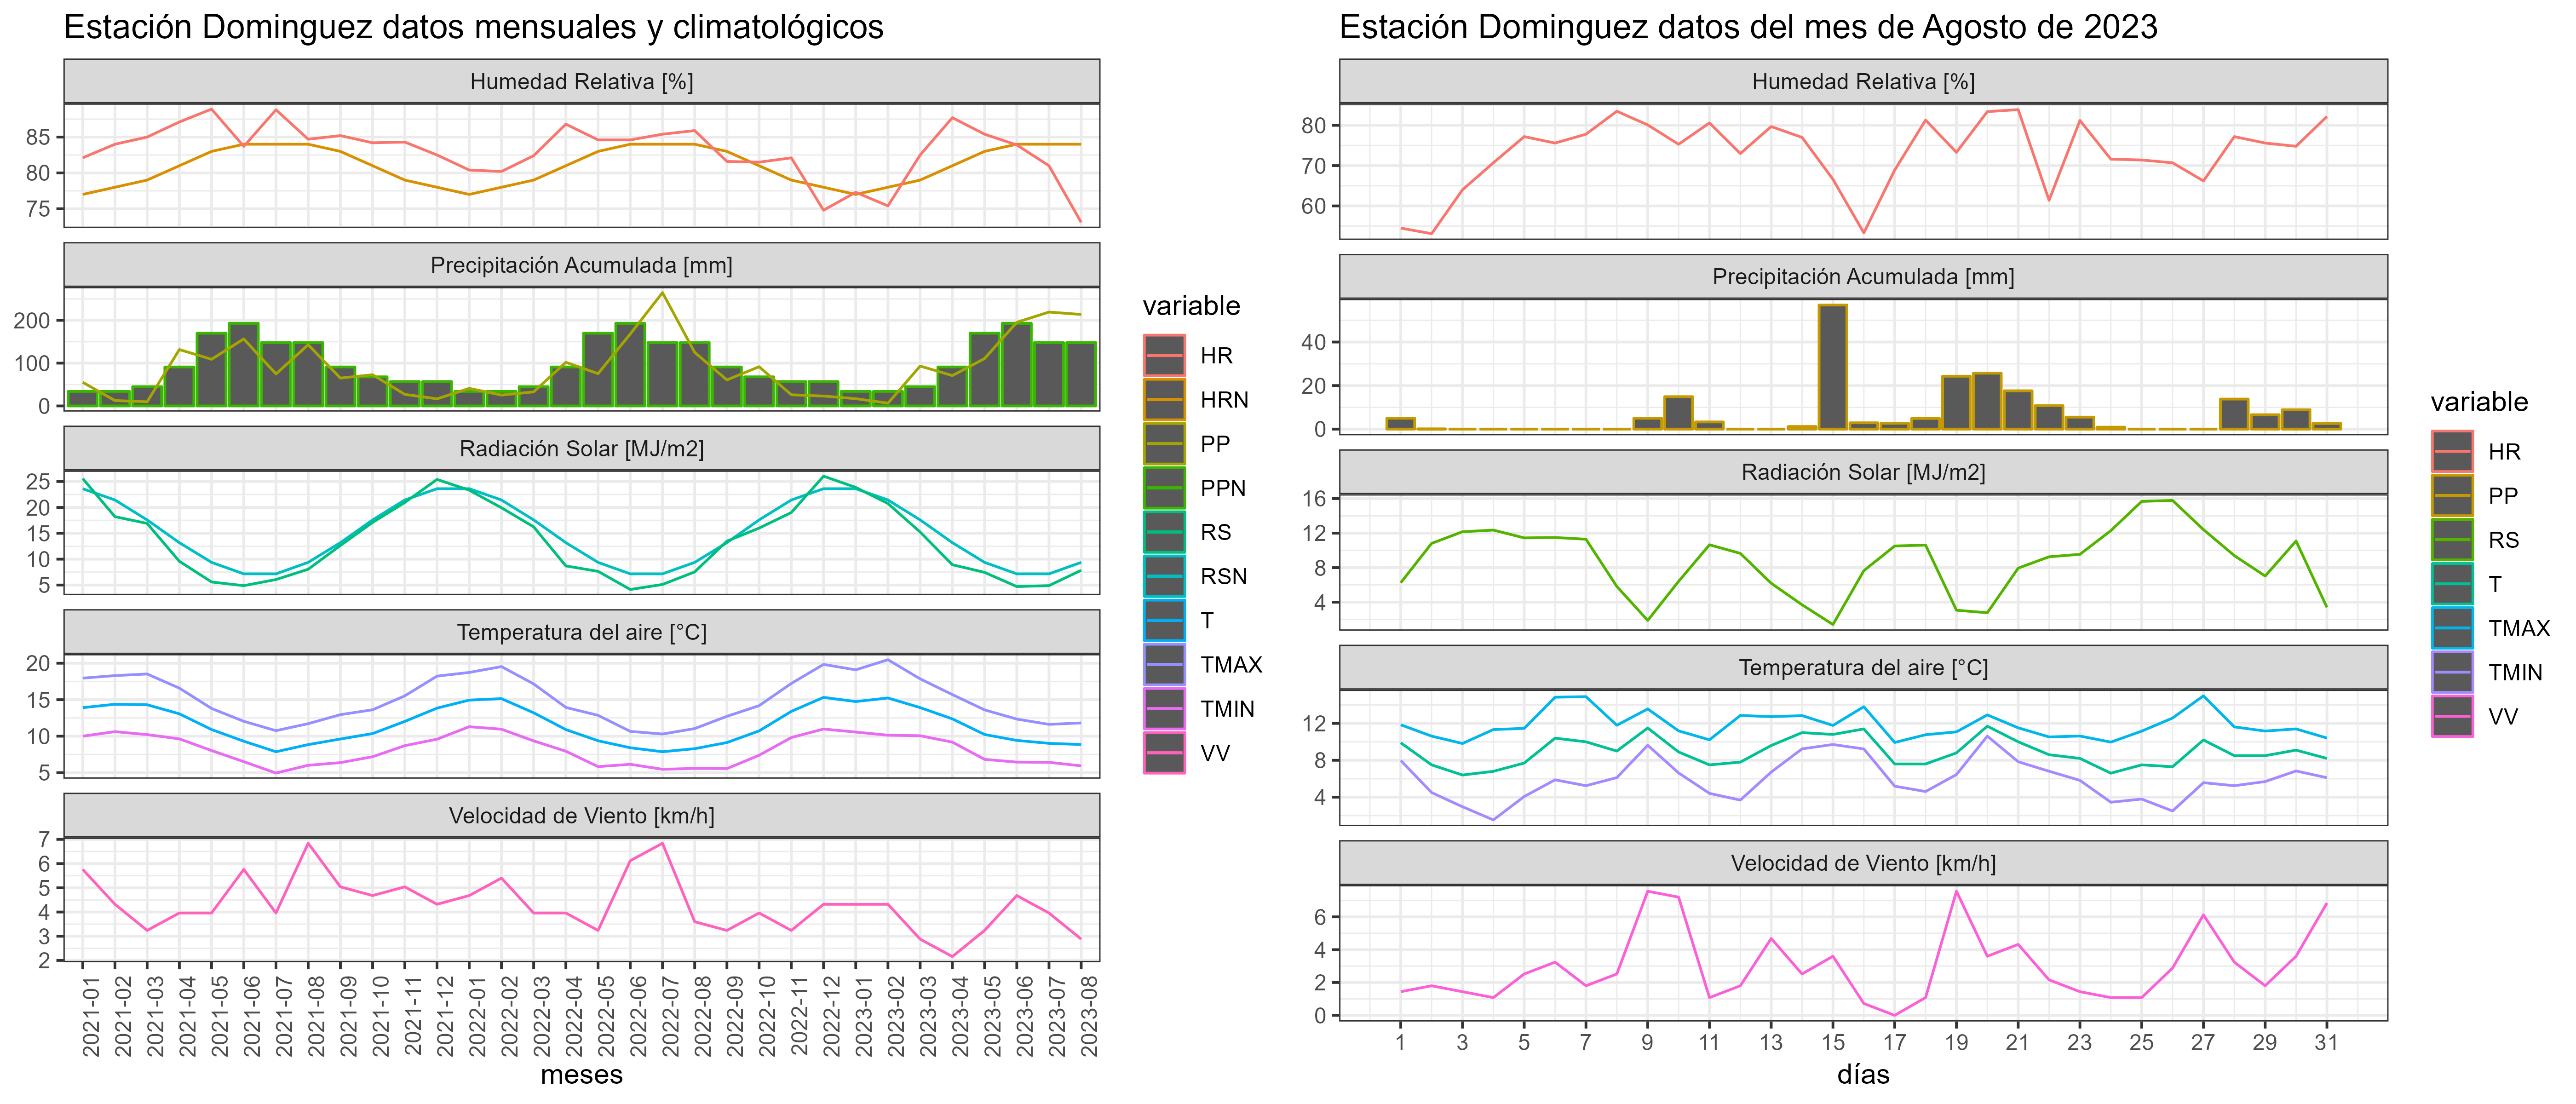 Estación Dominguez datos mensuales y climatológicos
Humedad Relativa [%]
85
80
75
Precipitación Acumulada [mm]
200
100
0
Radiación Solar [MJ/m2]
25
20
15
10
5
Temperatura del aire [°C]
20
15
10
5
Velocidad de Viento [km/h]
7
6
5
4
3
2
2021-01
2021-02
2021-03
2021-04
2021-05
2021-06
2021-07
2021-08
2021-09
2021-10
2021-11
2021-12
2022-01
2022-02
2022-03
2022-04
2022-05
2022-06
2022-07
2022-08
2022-09
2022-10
2022-11
2022-12
2023-01
2023-02
2023-03
2023-04
2023-05
2023-06
2023-07
2023-08
meses
variable
HR
HRN
PP
PPN
RS
RSN
T
TMAX
TMIN
VV
Estación Dominguez datos del mes de Agosto de 2023
Humedad Relativa [%]
80
70
60
Precipitación Acumulada [mm]
40
20
0
Radiación Solar [MJ/m2]
16
12
8
4
Temperatura del aire [°C]
12
8
4
Velocidad de Viento [km/h]
6
4
2
0
1 3 5 7 9 11 13 15 17 19 21 23 25 27 29 31
días
variable
HR
PP
RS
T
TMAX
TMIN
VV